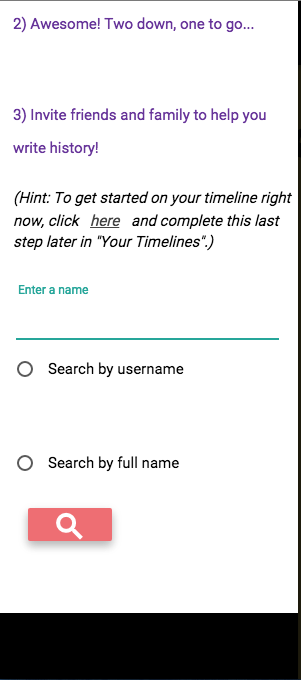 2) Awesome! Two down, one to go...
3) Invite friends and family to help you
write history!
(Hint: To get started on your timeline right
now, click here and complete this last
step later in "Your Timelines".)
Enter a name
Search by username
Search by full name